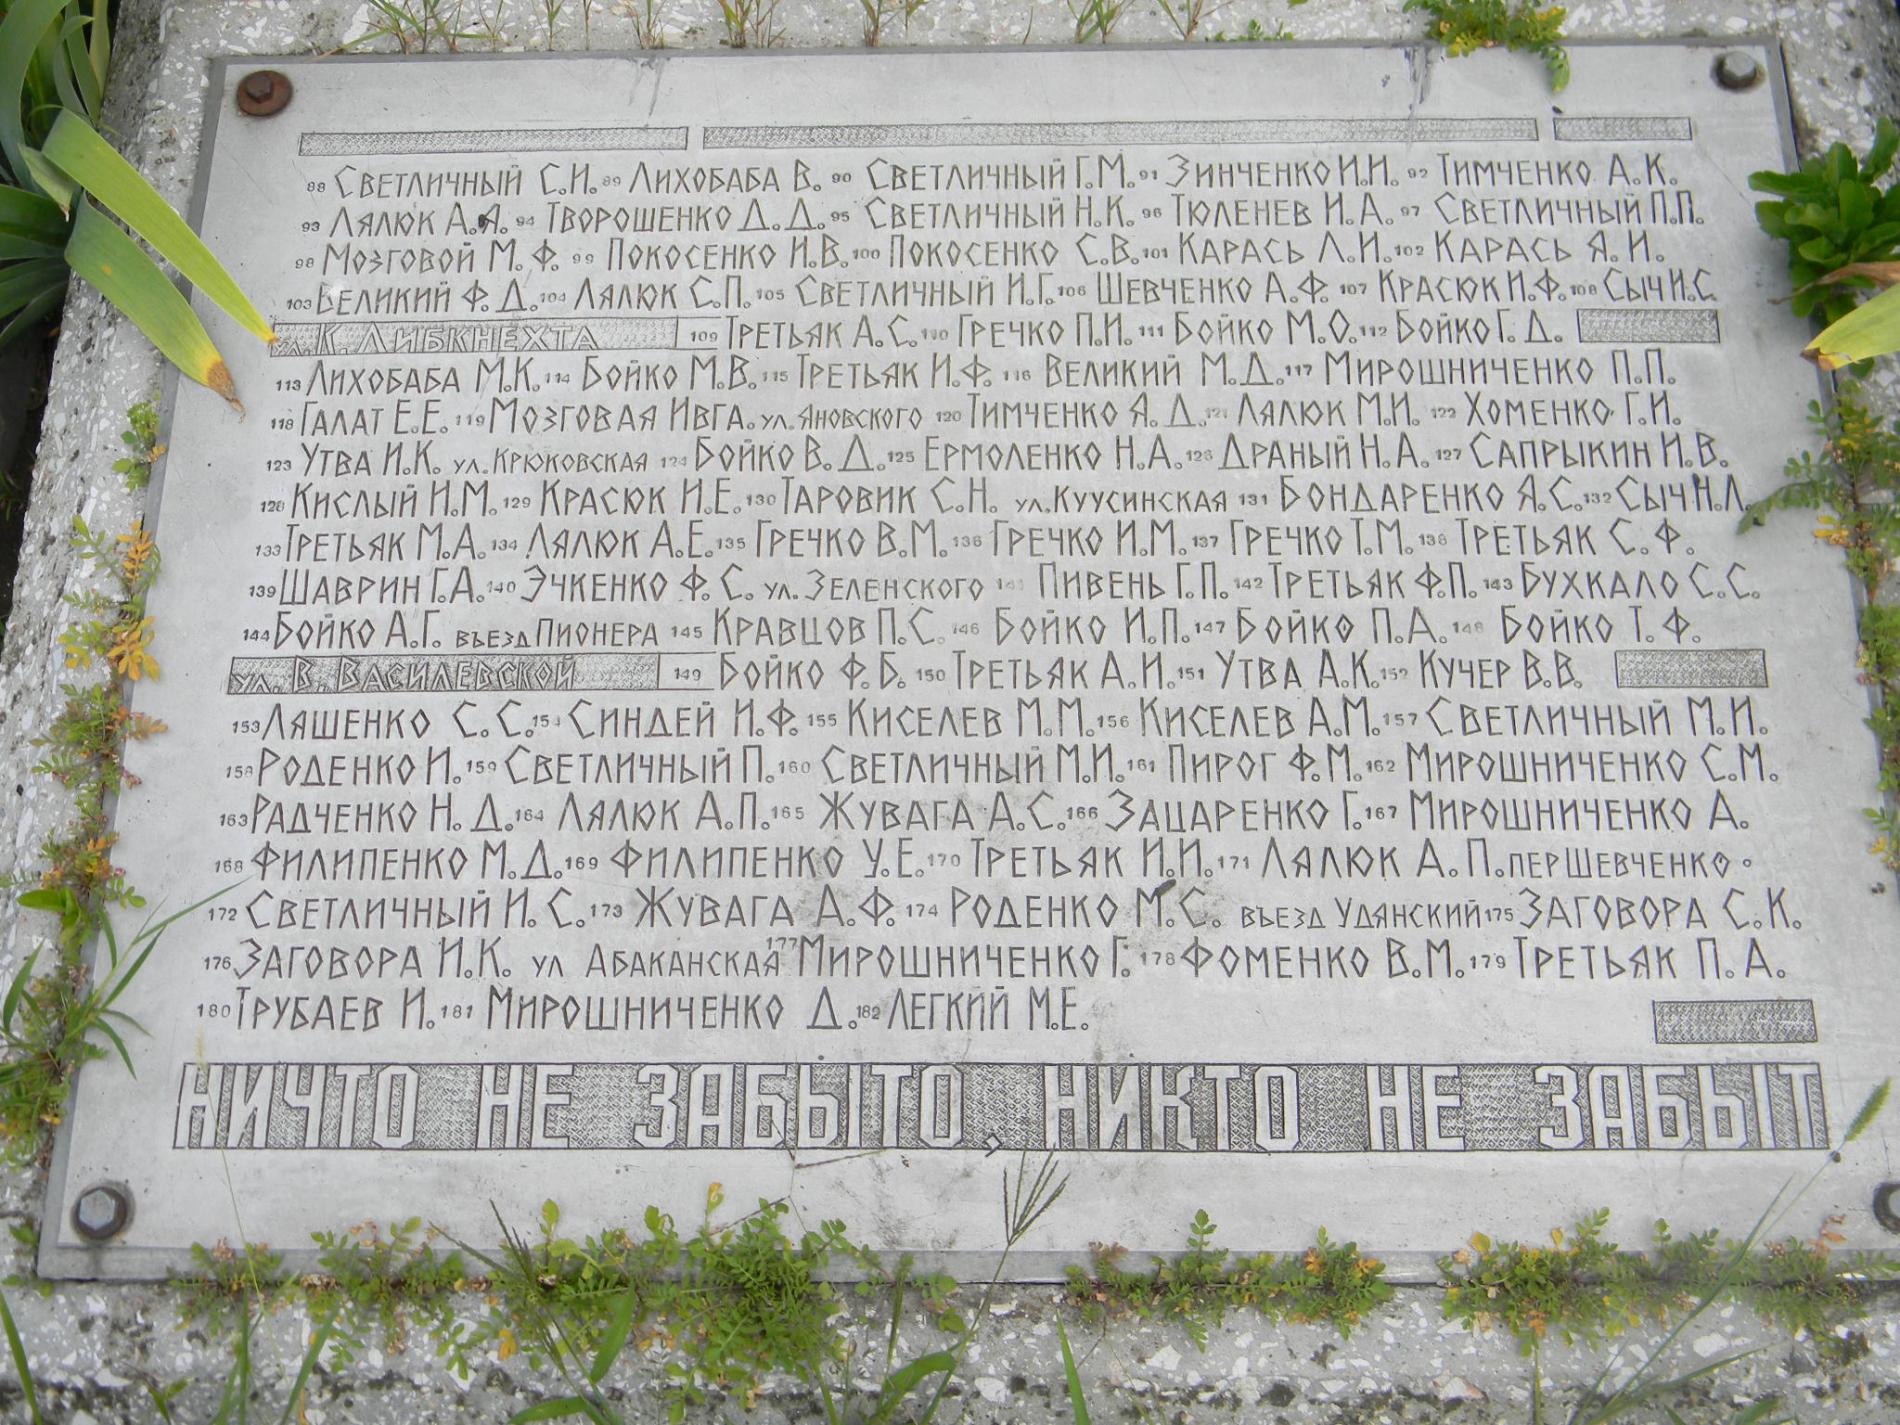 88 Светличный С.И. 89 Лихобаба В. 90 Светличный Г.М. 91 Зинченко И.И. 92 Тимченко А.К.
93 Лялюк А.А. 94 Творошенко Д.Д. 95 Светличный Н.К. 96 Тюленев И.А. 97 Светличный П.П.
98 Мозговой М.Ф. 99 Покосенко И.В. 100 Покосенко С.В. 101 Карась Л.И. 102 Карась Я.И.
103 Великий Ф.Д. 104 Лялюк С.П. 105 Светличный И.Г. 106 Шевченко А.Ф. 107 Красюк И.Ф. 108 Сыч И.С.
ул. К. Либкнехта 109 Третьяк А.С. 110 Гречко П.И. 111 Бойко М.О. 112 Бойко Г.Д.
113 Лихобаба М.К. 114 Бойко М.В. 115 Третьяк И.Ф. 116 Великий М.Д. 117 Мирошниченко П.П.
118 Галат Е.Е. 119 Мозговая Ивга. ул. Яновского 120 Тимченко Я.Д. 121 Лялюк М.И. 122 Хоменко Г.И.
123 Утва И.К. ул. Крюковская 124 Бойко В.Д. 125 Ермоленко Н.А. 126 Драный Н.А. 127 Сапрыкин И.В.
128 Кислый И.М. 129 Красюк И.Е. 130 Таровик С.Н. ул. Куусинская 131 Бондаренко Я.С. 132 Сыч Н.Л.
133 Третьяк М.А. 134 Лялюк А.Е. 135 Гречко В.М. 136 Гречко И.М. 137 Гречко Т.М. 138 Третьяк С.Ф.
139 Шаврин Г.А. 140 Эчкенко Ф.С. ул. Зеленского 141 Пивень Г.П. 142 Третьяк Ф.П. 143 Бухкало С.С.
144 Бойко А.Г. въезд Пионера 145 Кравцов П.С. 146 Бойко И.П. 147 Бойко П.А. 148 Бойко Т.Ф.
ул. В. Василевской 149 Бойко Ф.Б. 150 Третьяк А.И. 151 Утва А.К. 152 Кучер В.В.
153 Ляшенко С.С. 154 Синдей И.Ф. 155 Киселев М.М. 156 Киселев А.М. 157 Светличный М.И.
158 Роденко И. 159 Светличный П. 160 Светличный М.И. 161 Пирог Ф.М. 162 Мирошниченко С.М.
163 Радченко Н.Д. 164 Лялюк А.П. 165 Жувага А.С. 166 Зацаренко Г. 167 Мирошниченко А.
168 Филипенко М.Д. 169 Филипенко У.Е. 170 Третьяк И.И. 171 Лялюк А.П. пер Шевченко
172 Светличный И.С. 173 Жувага А.Ф. 174 Роденко М.С. въезд Удянский 175 Заговора С.К.
176 Заговора И.К. ул Абаканская 177 Мирошниченко Г. 178 Фоменко В.М. 179 Третьяк П.А.
180 Трубаев И. 181 Мирошниченко Д. 182 Легкий М.Е.
НИЧТО НЕ ЗАБЫТО, НИКТО НЕ ЗАБЫТ